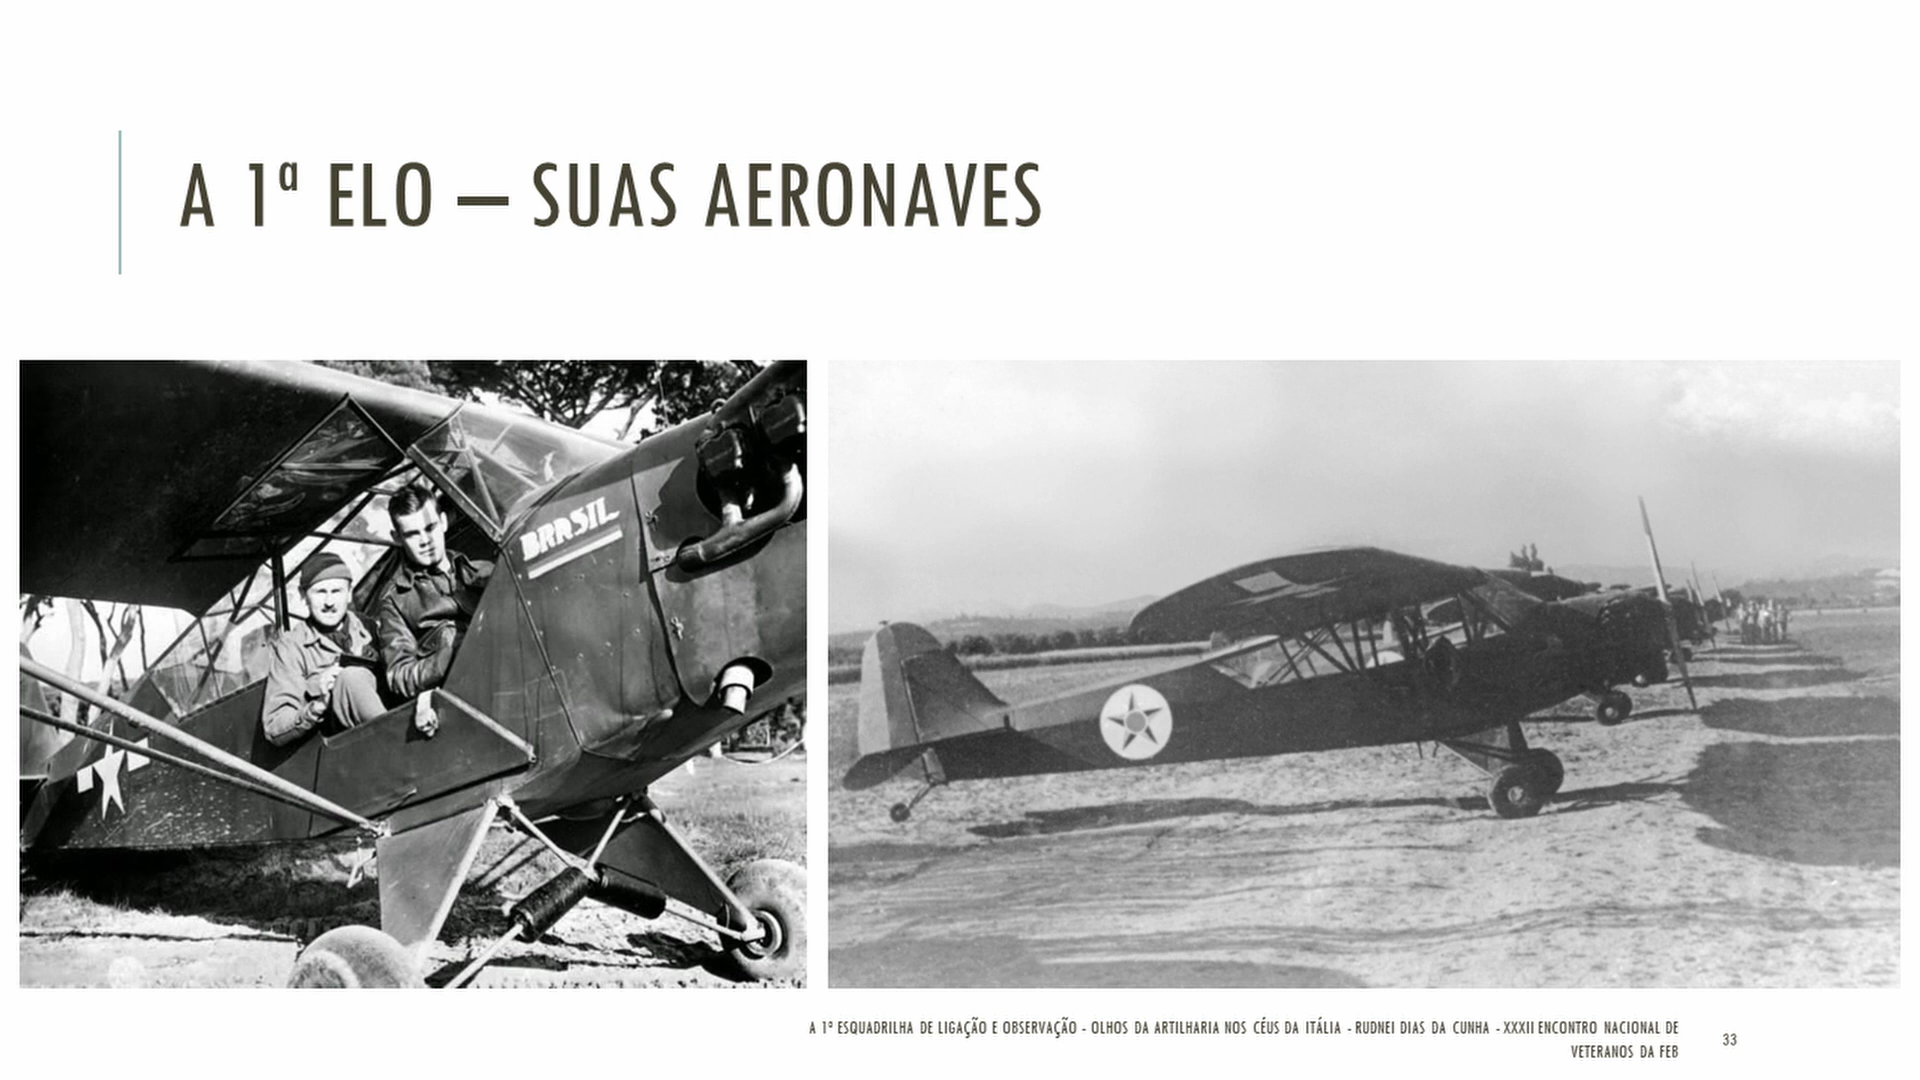 A 1ª ELO – SUAS AERONAVES
BRASIL
A 1ª ESQUADRILHA DE LIGAÇÃO E OBSERVAÇÃO - OLHOS DA ARTILHARIA NOS CÉUS DA ITÁLIA - RUDNEI DIAS DA CUNHA - XXXII ENCONTRO NACIONAL DE
VETERANOS DA FEB
33